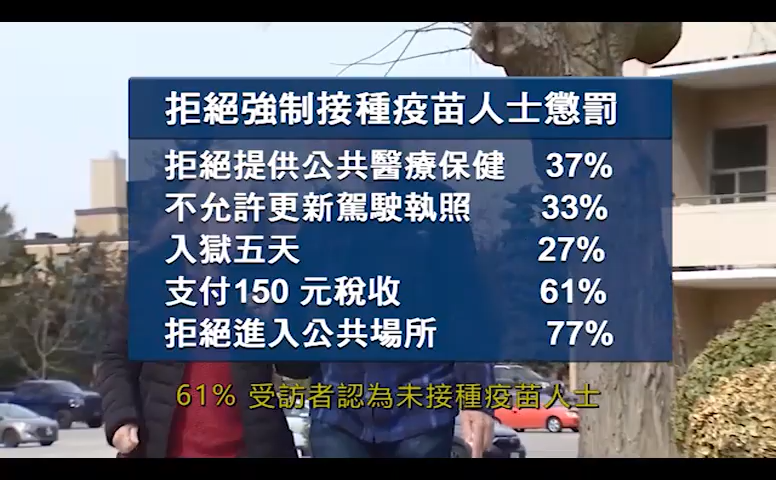 拒絕強制接種疫苗人士懲罰
拒絕提供公共醫療保健 37%
不允許更新駕駛執照 33%
入獄五天 27%
支付150 元稅收 61%
拒絕進入公共場所 77%
61% 受訪者認為未接種疫苗人士